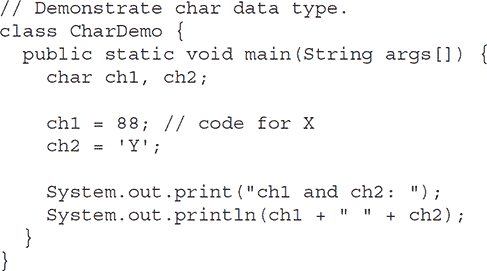 // Demonstrate char data type.
class CharDemo {
  public static void main(String args[]) {
    char ch1, ch2;

    ch1 = 88; // code for X
    ch2 = 'Y';

    System.out.print("ch1 and ch2: ");
    System.out.println(ch1 + " " + ch2);
  }
}